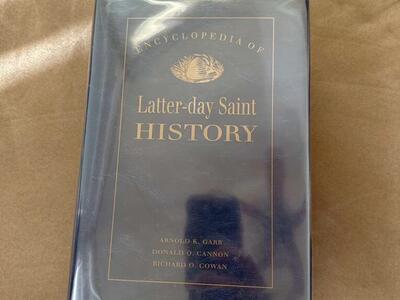 ENCYCLOPEDIA OF
Latter-day Saint
HISTORY
ARNOLD K. GARR
DONALD Q. CANNON
RICHARD O. COWAN